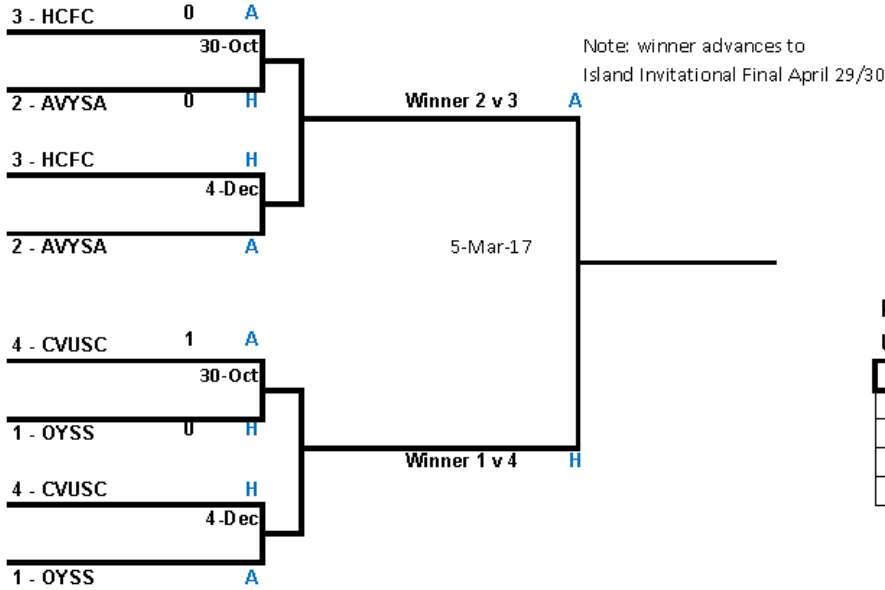 3 - HCFC 0 A
30-Oct
2 - AVYSA 0 H
3 - HCFC H
4-Dec
2 - AVYSA A
4 - CVUSC 1 A
30-Oct
1 - OYSS 0 H
4 - CVUSC H
4-Dec
1 - OYSS A
Winner 2 v 3 A
5-Mar-17
Winner 1 v 4 H
Note: winner advances to
Island Invitational Final April 29/30